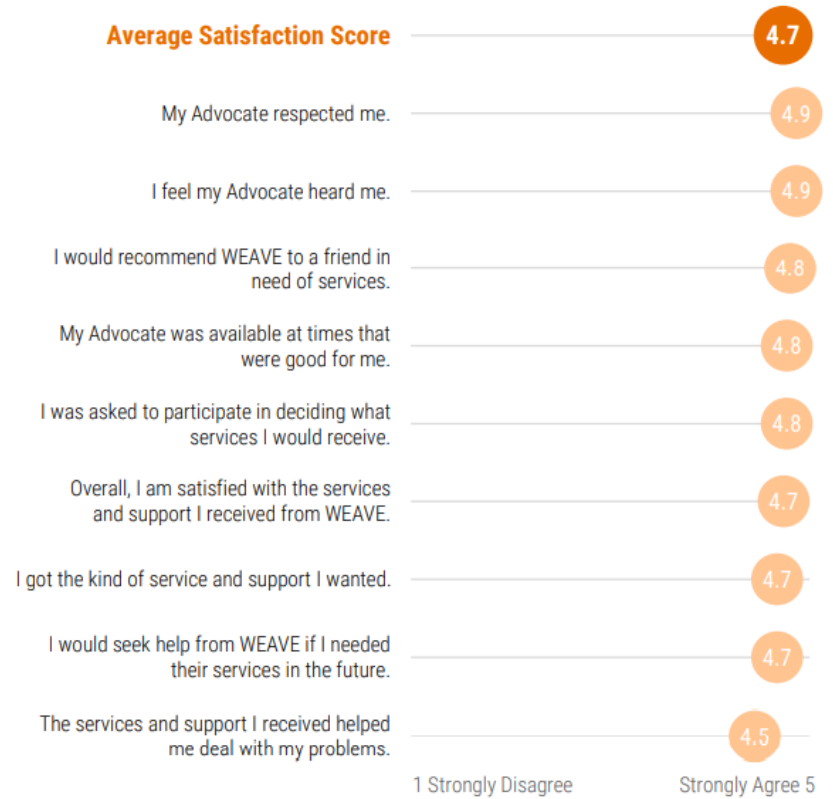 Average Satisfaction Score 4.7
My Advocate respected me. 4.9
I feel my Advocate heard me. 4.9
I would recommend WEAVE to a friend in
need of services. 4.8
My Advocate was available at times that
were good for me. 4.8
I was asked to participate in deciding what
services I would receive. 4.8
Overall, I am satisfied with the services
and support I received from WEAVE. 4.7
I got the kind of service and support I wanted. 4.7
I would seek help from WEAVE if I needed
their services in the future. 4.7
The services and support I received helped
me deal with my problems. 4.5
1 Strongly Disagree Strongly Agree 5